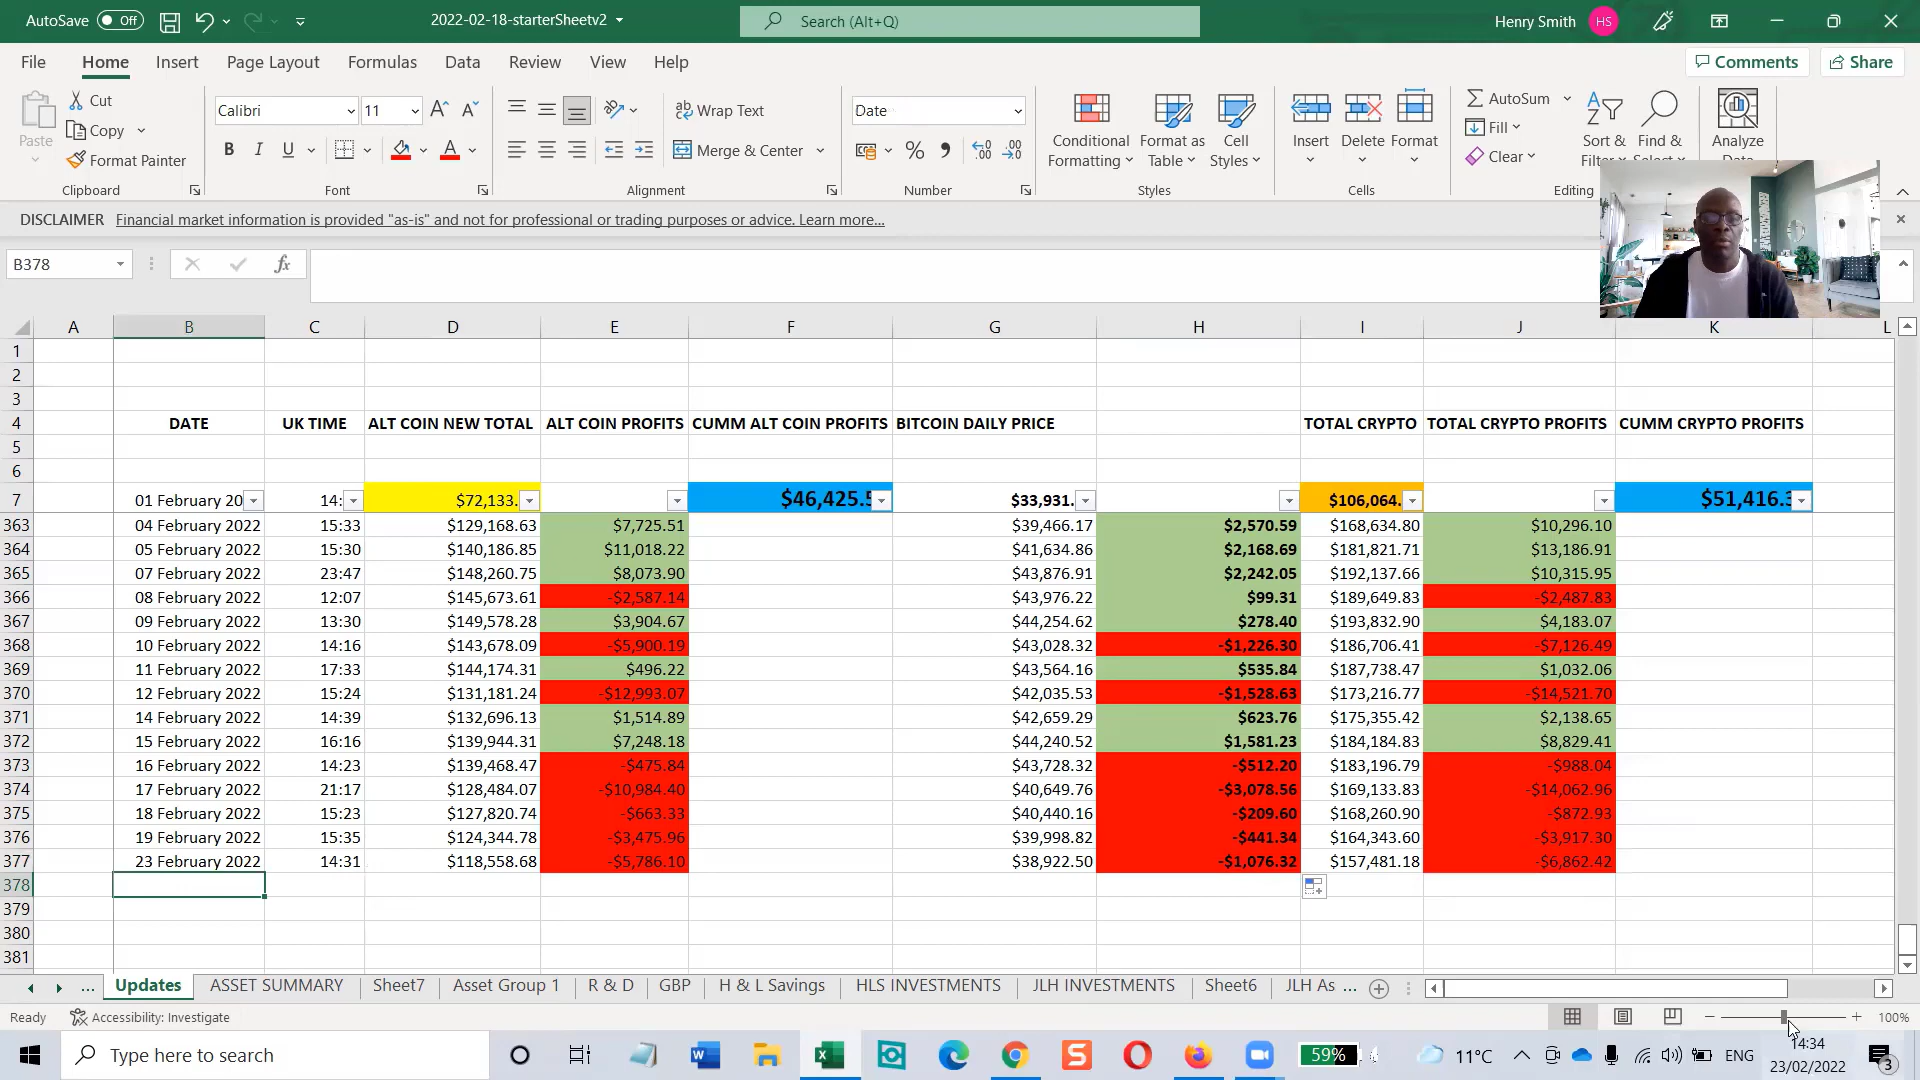 AutoSave Off 2022-02-18-starterSheetv2 Search (Alt+Q) Henry Smith HS
File Home Insert Page Layout Formulas Data Review View Help Comments Share
Paste Cut Copy Format Painter Clipboard
Calibri 11 B I U Font
Wrap Text Merge & Center Alignment
Date % Number
Conditional Formatting Format as Table Cell Styles Styles
Insert Delete Format Cells
AutoSum Fill Clear Sort & Find & Editing
Analyze
DISCLAIMER Financial market information is provided "as-is" and not for professional or trading purposes or advice. Learn more...
B378 fx
A B C D E F G H I J K L
1
2
3
4 DATE UK TIME ALT COIN NEW TOTAL ALT COIN PROFITS CUMM ALT COIN PROFITS BITCOIN DAILY PRICE TOTAL CRYPTO TOTAL CRYPTO PROFITS CUMM CRYPTO PROFITS
5
6
7 01 February 20 14: $72,133. $46,425. $33,931. $106,064. $51,416.
363 04 February 2022 15:33 $129,168.63 $7,725.51 $39,466.17 $2,570.59 $168,634.80 $10,296.10
364 05 February 2022 15:30 $140,186.85 $11,018.22 $41,634.86 $2,168.69 $181,821.71 $13,186.91
365 07 February 2022 23:47 $148,260.75 $8,073.90 $43,876.91 $2,242.05 $192,137.66 $10,315.95
366 08 February 2022 12:07 $145,673.61 -$2,587.14 $43,976.22 $99.31 $189,649.83 -$2,487.83
367 09 February 2022 13:30 $149,578.28 $3,904.67 $44,254.62 $278.40 $193,832.90 $4,183.07
368 10 February 2022 14:16 $143,678.09 -$5,900.19 $43,028.32 -$1,226.30 $186,706.41 -$7,126.49
369 11 February 2022 17:33 $144,174.31 $496.22 $43,564.16 $535.84 $187,738.47 $1,032.06
370 12 February 2022 15:24 $131,181.24 -$12,993.07 $42,035.53 -$1,528.63 $173,216.77 -$14,521.70
371 14 February 2022 14:39 $132,696.13 $1,514.89 $42,659.29 $623.76 $175,355.42 $2,138.65
372 15 February 2022 16:16 $139,944.31 $7,248.18 $44,240.52 $1,581.23 $184,184.83 $8,829.41
373 16 February 2022 14:23 $139,468.47 -$475.84 $43,728.32 -$512.20 $183,196.79 -$988.04
374 17 February 2022 21:17 $128,484.07 -$10,984.40 $40,649.76 -$3,078.56 $169,133.83 -$14,062.96
375 18 February 2022 15:23 $127,820.74 -$663.33 $40,440.16 -$209.60 $168,260.90 -$872.93
376 19 February 2022 15:35 $124,344.78 -$3,475.96 $39,998.82 -$441.34 $164,343.60 -$3,917.30
377 23 February 2022 14:31 $118,558.68 -$5,786.10 $38,922.50 -$1,076.32 $157,481.18 -$6,862.42
378
379
380
381
... Updates ASSET SUMMARY Sheet7 Asset Group 1 R & D GBP H & L Savings HLS INVESTMENTS JLH INVESTMENTS Sheet6 JLH As ...
Ready Accessibility: Investigate 100%
Type here to search 59% 11°C ENG 14:34
23/02/2022 3